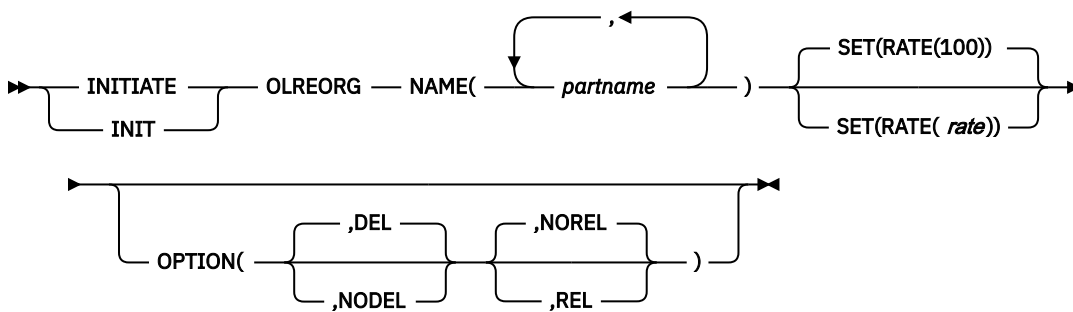 ,
SET(RATE(100))
INITIATE OLREORG NAME( partname )
INIT
SET(RATE( rate))
,DEL ,NOREL
OPTION( )
,NODEL ,REL